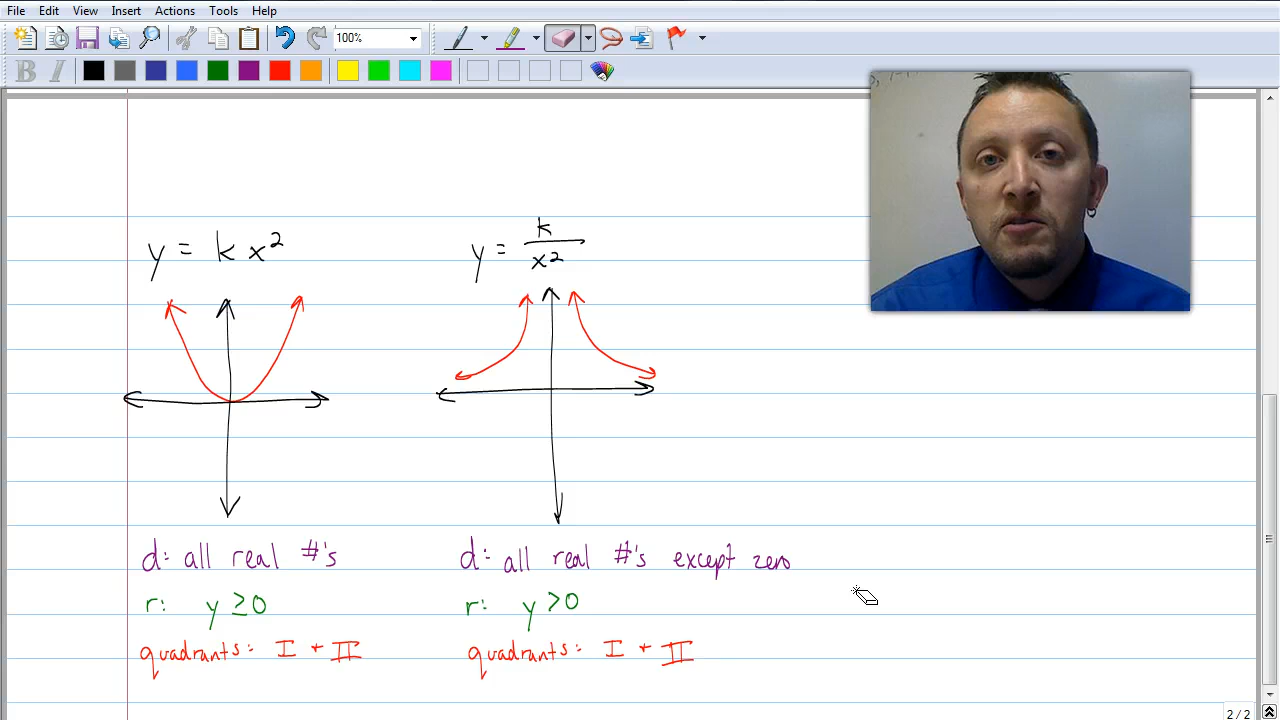 File Edit View Insert Actions Tools Help
100%
B I
y = kx²
y = k/x²
d: all real #'s
d: all real #'s except zero
r: y ≥ 0
r: y > 0
quadrants: I + II
quadrants: I + II
2 / 2